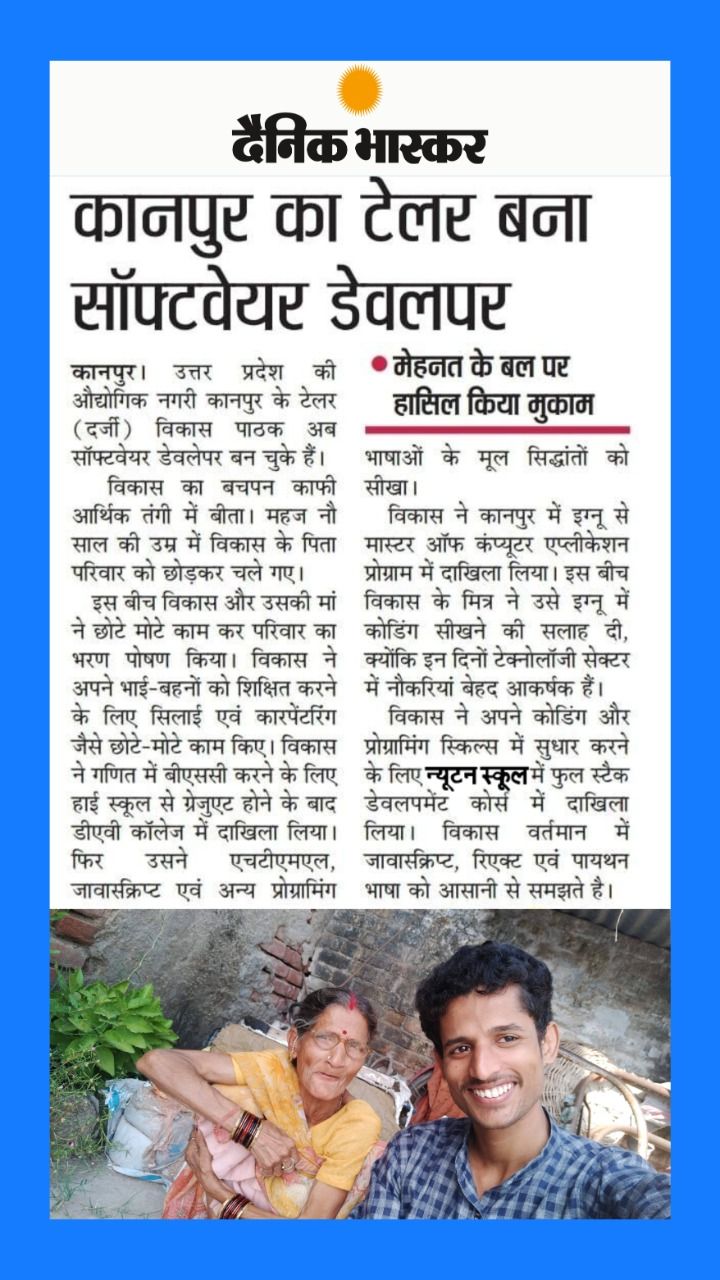 दैनिक भास्कर
कानपुर का टेलर बना
सॉफ्टवेयर डेवलपर
कानपुर। उत्तर प्रदेश की
औद्योगिक नगरी कानपुर के टेलर
(दर्जी) विकास पाठक अब
सॉफ्टवेयर डेवलेपर बन चुके हैं।
विकास का बचपन काफी
आर्थिक तंगी में बीता। महज नौ
साल की उम्र में विकास के पिता
परिवार को छोड़कर चले गए।
इस बीच विकास और उसकी मां
ने छोटे मोटे काम कर परिवार का
भरण पोषण किया। विकास ने
अपने भाई-बहनों को शिक्षित करने
के लिए सिलाई एवं कारपेंटरिंग
जैसे छोटे-मोटे काम किए। विकास
ने गणित में बीएससी करने के लिए
हाई स्कूल से ग्रेजुएट होने के बाद
डीएवी कॉलेज में दाखिला लिया।
फिर उसने एचटीएमएल,
जावास्क्रिप्ट एवं अन्य प्रोग्रामिंग
• मेहनत के बल पर
हासिल किया मुकाम
भाषाओं के मूल सिद्धांतों को
सीखा।
विकास ने कानपुर में इग्नू से
मास्टर ऑफ कंप्यूटर एप्लीकेशन
प्रोग्राम में दाखिला लिया। इस बीच
विकास के मित्र ने उसे इग्नू में
कोडिंग सीखने की सलाह दी,
क्योंकि इन दिनों टेक्नोलॉजी सेक्टर
में नौकरियां बेहद आकर्षक हैं।
विकास ने अपने कोडिंग और
प्रोग्रामिंग स्किल्स में सुधार करने
के लिए न्यूटन स्कूल में फुल स्टैक
डेवलपमेंट कोर्स में दाखिला
लिया। विकास वर्तमान में
जावास्क्रिप्ट, रिएक्ट एवं पायथन
भाषा को आसानी से समझते है।